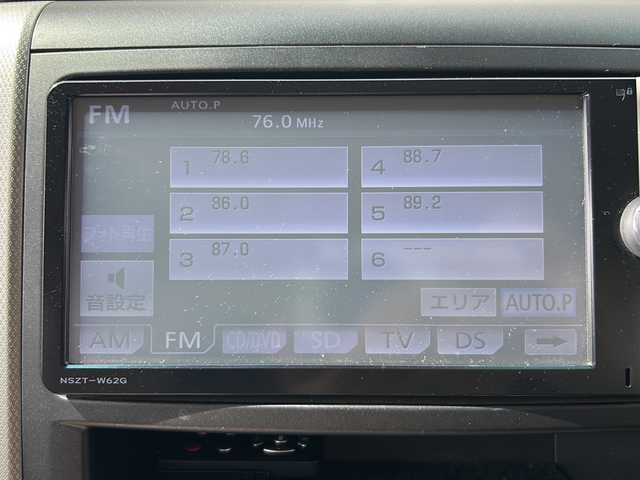 FM
AUTO.P
76.0 MHz
1 78.6
4 88.7
2 86.0
5 89.2
3 87.0
6 ---
音設定
エリア
AUTO.P
AM
FM
CD/DVD
SD
TV
DS
NSZT-W62G